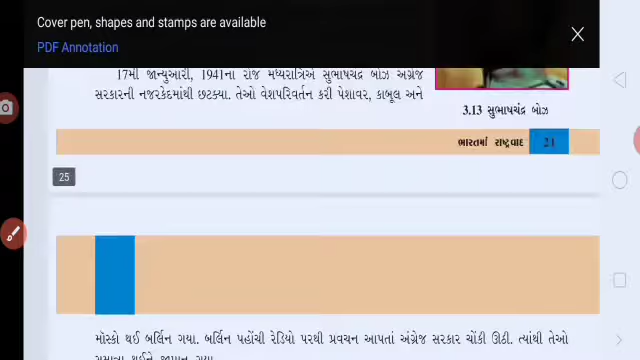 Cover pen, shapes and stamps are available
PDF Annotation
17મી જાન્યુઆરી, 1941ના રોજ મધ્યરાત્રિએ સુભાષચંદ્ર બોઝ અંગ્રેજ
સરકારની નજરકેદમાંથી છટક્યા. તેઓ વેશપરિવર્તન કરી પેશાવર, કાબૂલ અને
3.13 સુભાષચંદ્ર બોઝ
ભારતમાં રાષ્ટ્રવાદ 21
25
મૉસ્કો થઈ બર્લિન ગયા. બર્લિન પહોંચી રેડિયો પરથી પ્રવચન આપતાં અંગ્રેજ સરકાર ચોંકી ઊઠી. ત્યાંથી તેઓ
સુમાત્રા થઈને જાપાન ગયા.